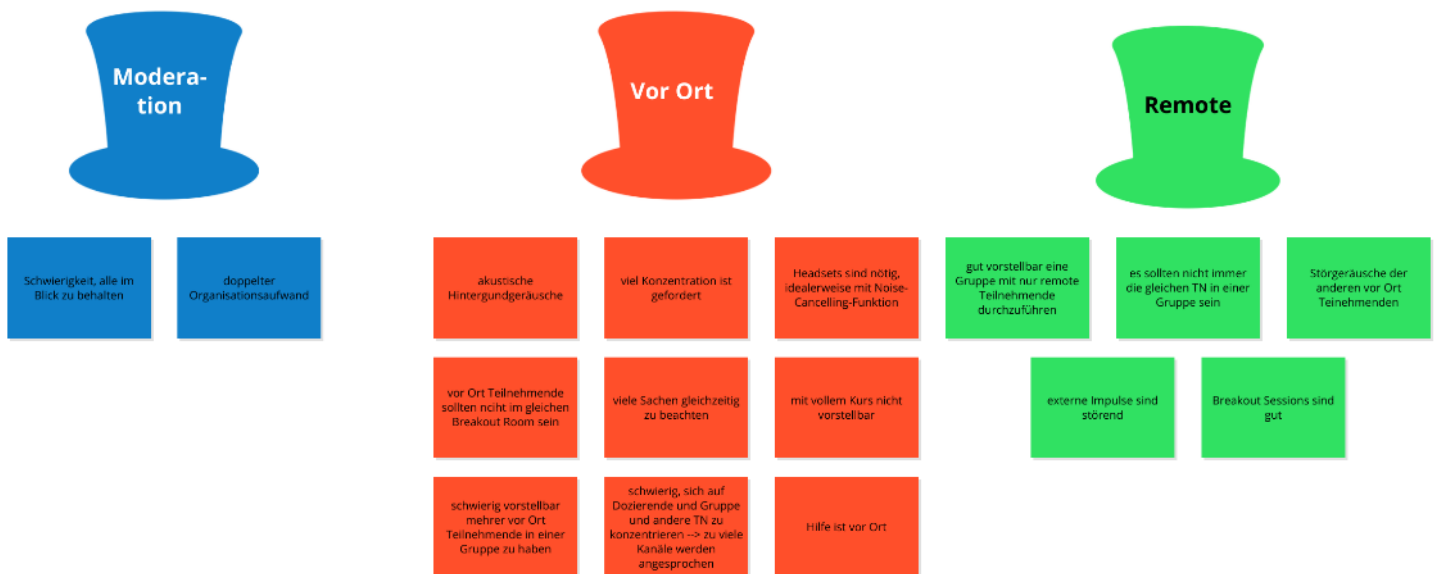 Modera-
tion
Vor Ort
Remote
Schwierigkeit, alle im
Blick zu behalten
doppelter
Organisationsaufwand
akustische
Hintergundgeräusche
viel Konzentration ist
gefordert
Headsets sind nötig,
idealerweise mit Noise-
Cancelling-Funktion
gut vorstellbar eine
Gruppe mit nur remote
Teilnehmende
durchzuführen
es sollten nicht immer
die gleichen TN in einer
Gruppe sein
Störgeräusche der
anderen vor Ort
Teinehmenden
vor Ort Teilnehmende
sollten nciht im gleichen
Breakout Room sein
viele Sachen gleichzeitig
zu beachten
mit vollem Kurs nicht
vorstellbar
externe Impulse sind
störend
Breakout Sessions sind
gut
schwierig vorstellbar
mehrer vor Ort
Teilnehmende in einer
Gruppe zu haben
schwierig, sich auf
Dozierende und Gruppe
und andere TN zu
konzentrieren --> zu viele
Kanäle werden
angesprochen
Hilfe ist vor Ort